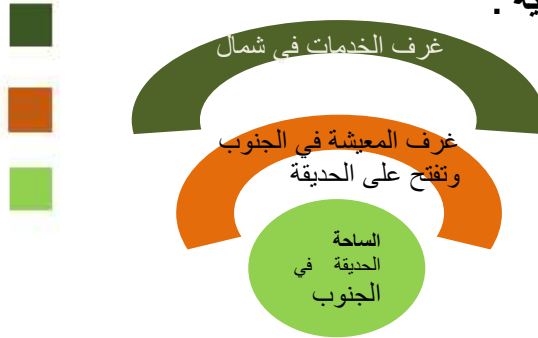 غرف الخدمات في شمال
غرف المعيشة في الجنوب
وتفتح على الحديقة
الساحة
الحديقة في
الجنوب